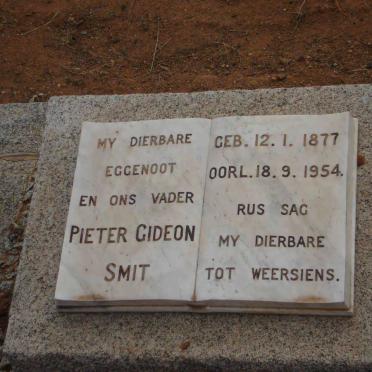 MY DIERBARE
EGGENOOT
EN ONS VADER
PIETER GIDEON
SMIT
GEB. 12. 1. 1877
OORL. 18. 9. 1954.
RUS SAG
MY DIERBARE
TOT WEERSIENS.